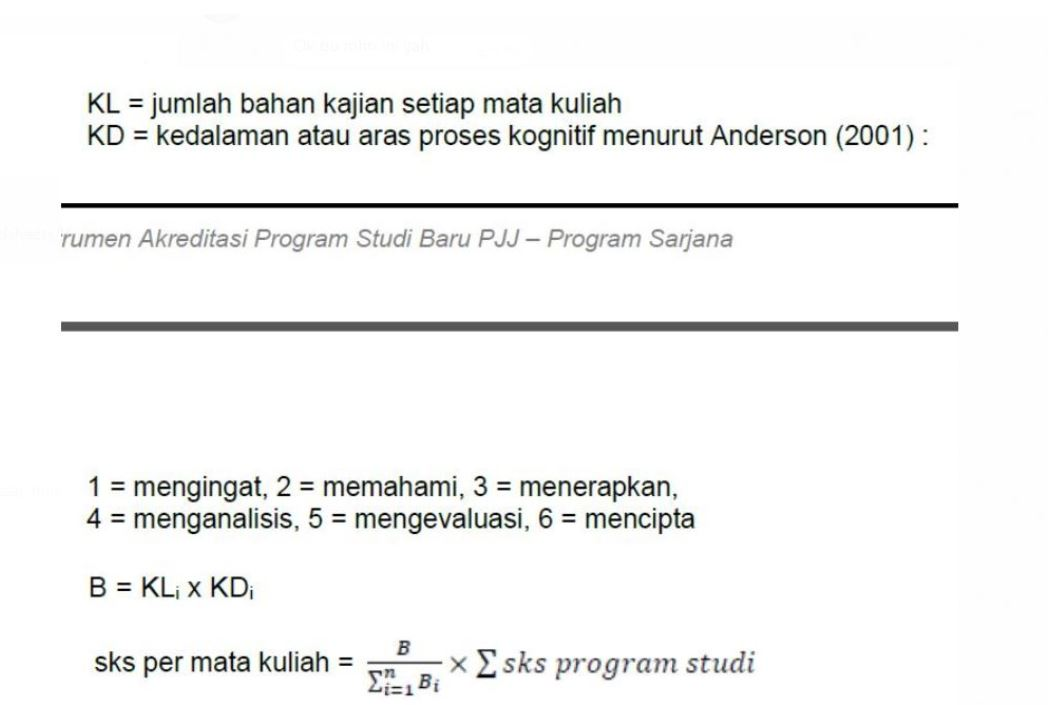 KL = jumlah bahan kajian setiap mata kuliah
KD = kedalaman atau aras proses kognitif menurut Anderson (2001) :
rumen Akreditasi Program Studi Baru PJJ – Program Sarjana
1 = mengingat, 2 = memahami, 3 = menerapkan,
4 = menganalisis, 5 = mengevaluasi, 6 = mencipta
B = KLᵢ x KDᵢ
sks per mata kuliah = B / ∑ⁿᵢ₌₁ Bᵢ × ∑ sks program studi